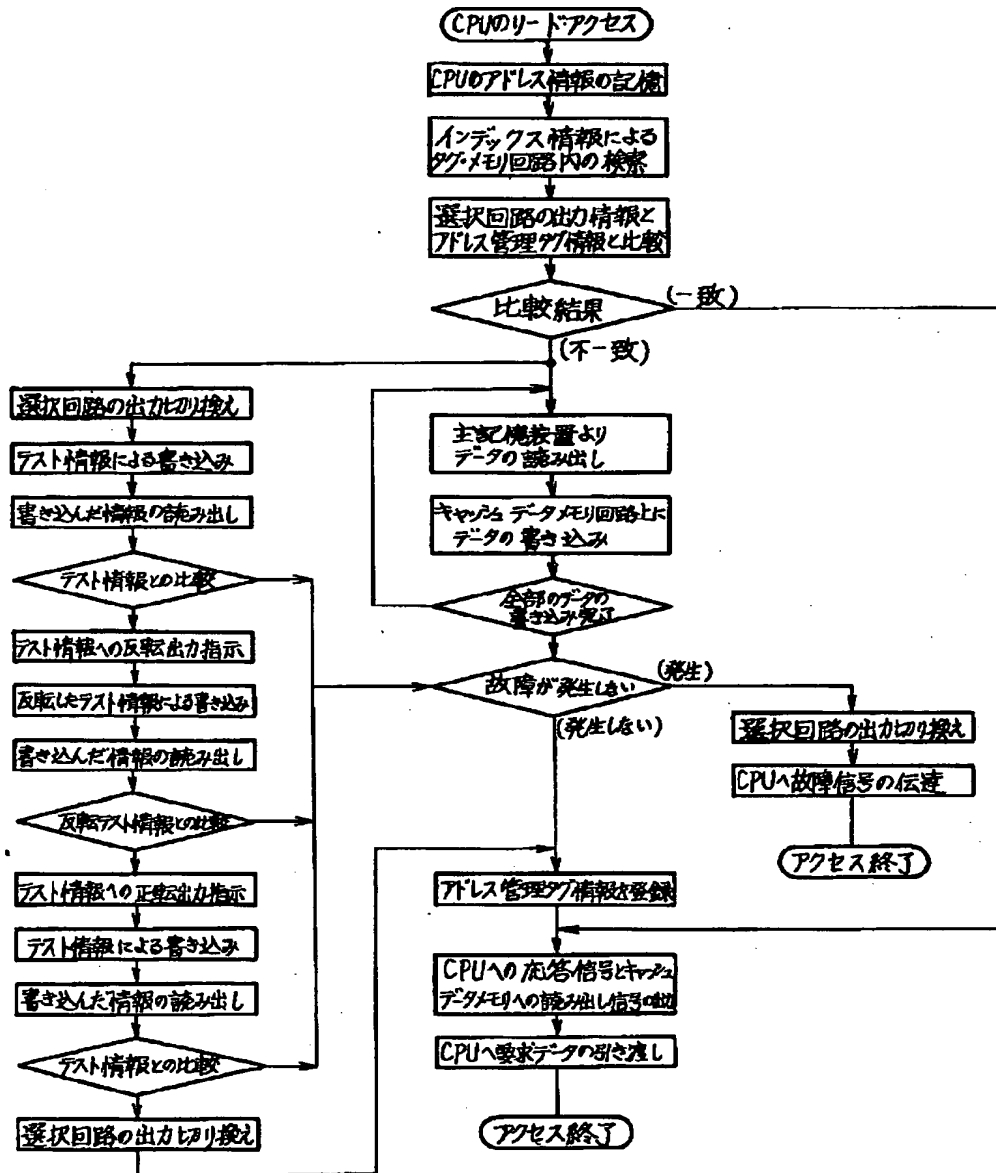 CPUのリード・アクセス
CPUのアドレス情報の記憶
インデックス情報による
タグ・メモリ回路内の検察
選択回路の出力情報と
アドレス管理タグ情報と比較
比較結果
(一致)
(不一致)
選択回路の出力切り換え
テスト情報による書き込み
書き込んだ情報の読み出し
テスト情報との比較
テスト情報への反転出力指示
反転したテスト情報による書き込み
書き込んだ情報の読み出し
反転テスト情報との比較
テスト情報への正転出力指示
テスト情報による書き込み
書き込んだ情報の読み出し
テスト情報との比較
選択回路の出力切り換え
主記憶装置より
データの読み出し
キャッシュデータメモリ回路上に
データの書き込み
全部のデータの
書き込み完了
故障が発生しない
(発生)
(発生しない)
選択回路の出力切り換え
CPUへ故障信号の伝達
アクセス終了
アドレス管理タグ情報を登録
CPUへの応答信号とキャッシュ
データメモリへの読み出し信号の出力
CPUへ要求データの引き渡し
アクセス終了